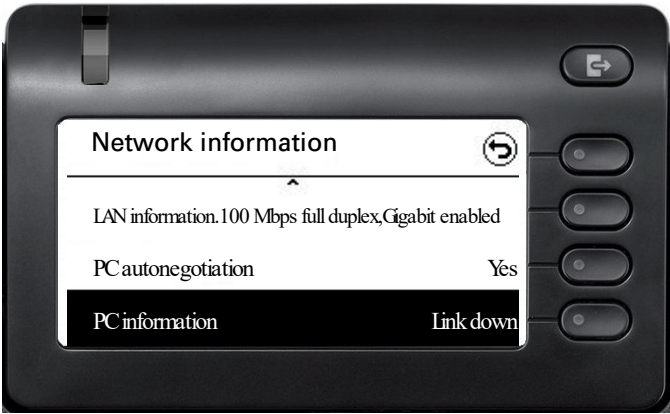 Network information
LAN information.100 Mbps full duplex,Gigabit enabled
PC autonegotiation Yes
PC information Link down